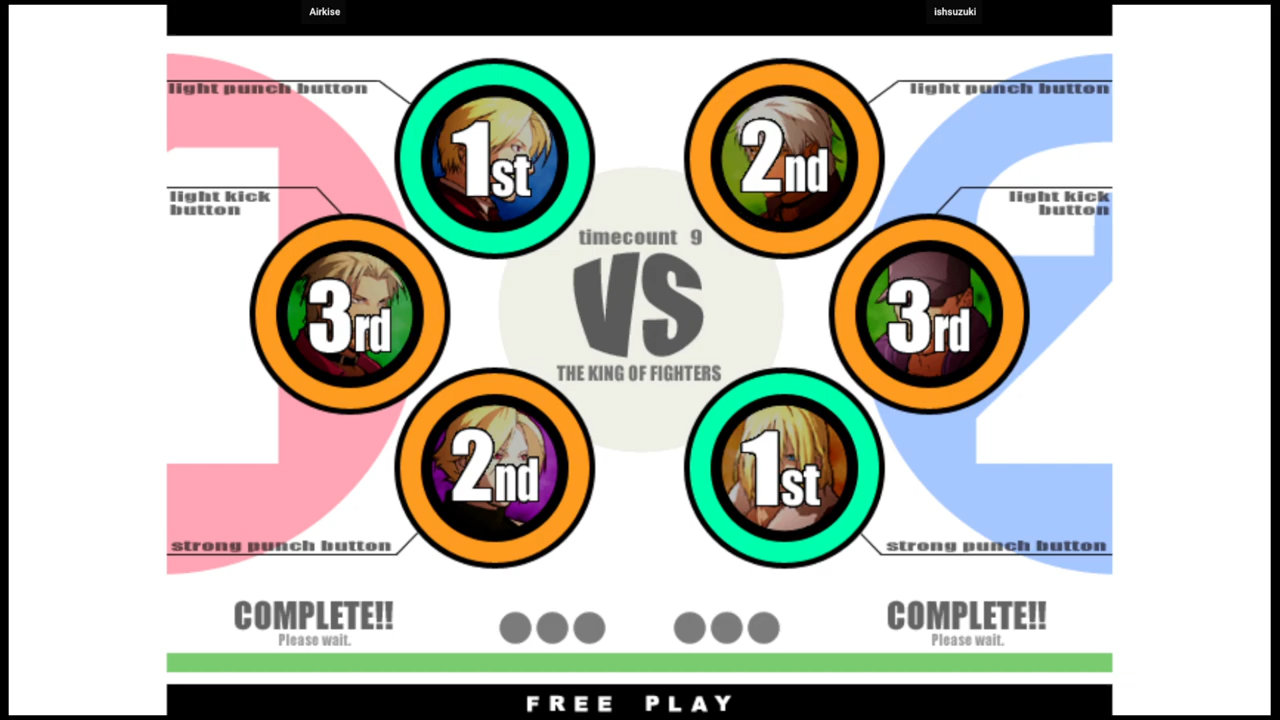 Airkise
ishsuzuki
light punch button
light punch button
1st
2nd
light kick
button
light kick
button
timecount 9
VS
THE KING OF FIGHTERS
3rd
3rd
2nd
1st
strong punch button
strong punch button
COMPLETE!!
Please wait.
COMPLETE!!
Please wait.
FREE PLAY